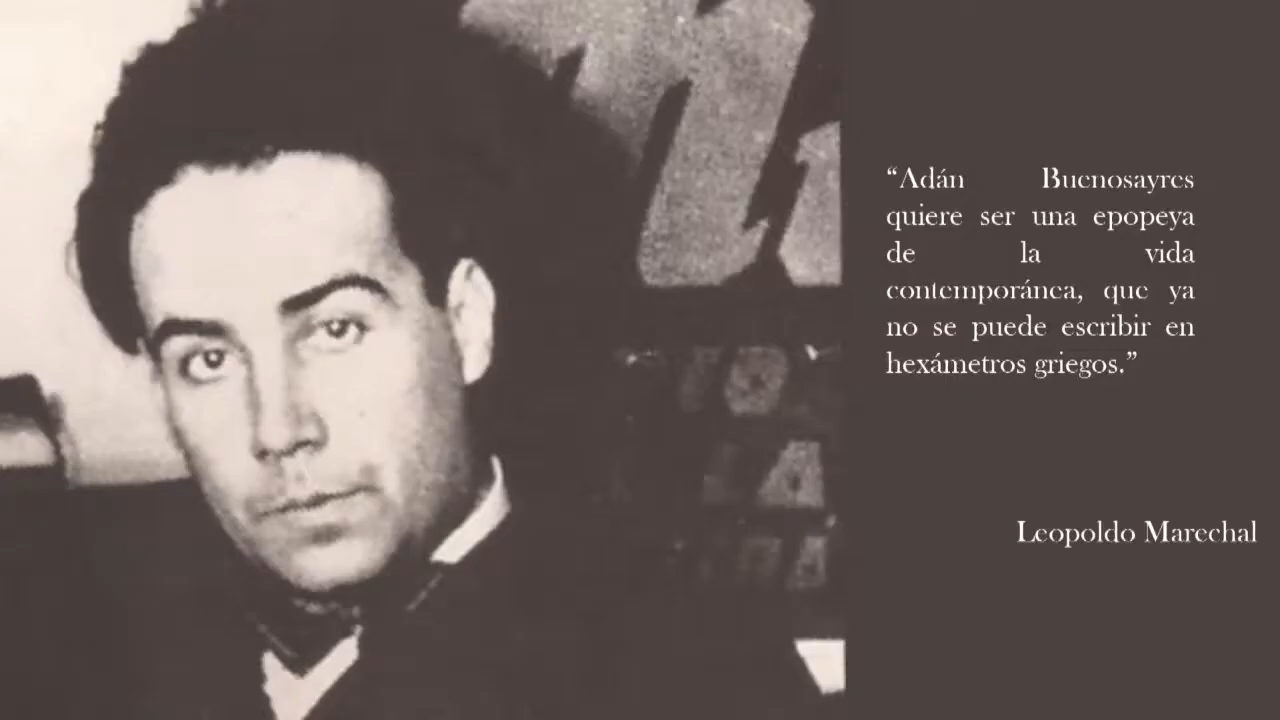 “Adán Buenosayres
quiere ser una epopeya
de la vida
contemporánea, que ya
no se puede escribir en
hexámetros griegos.”
Leopoldo Marechal